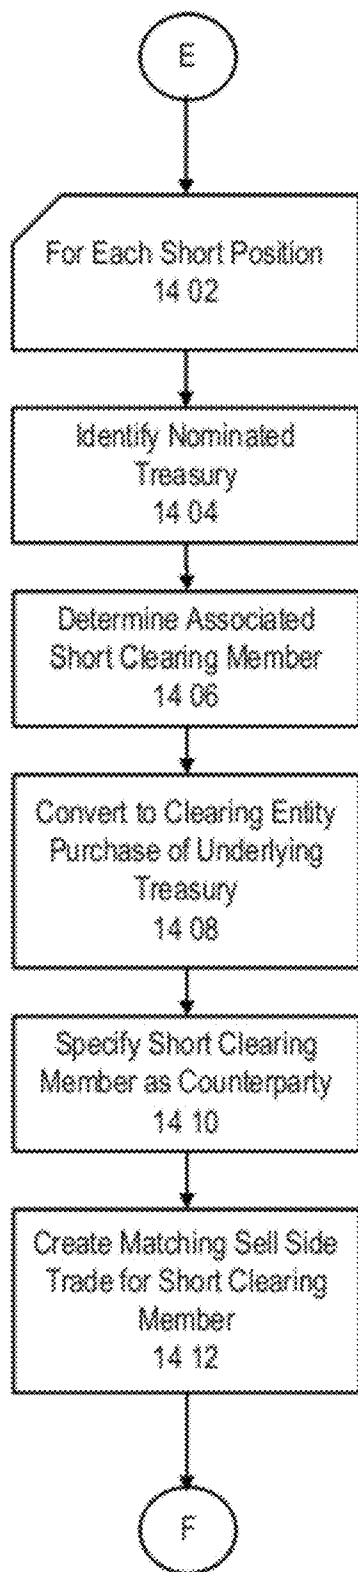 E
For Each Short Position
14 02
Identify Nominated
Treasury
14 04
Determine Associated
Short Clearing Member
14 06
Convert to Clearing Entity
Purchase of Underlying
Treasury
14 08
Specify Short Clearing
Member as Counterparty
14 10
Create Matching Sell Side
Trade for Short Clearing
Member
14 12
F